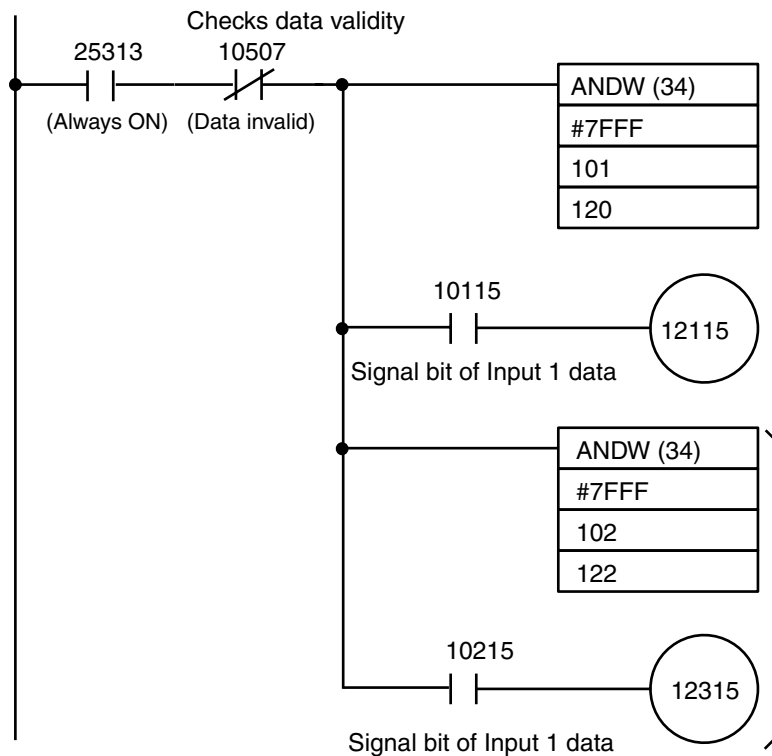 Checks data validity
25313
10507
(Always ON)
(Data invalid)
ANDW (34)
#7FFF
101
120
10115
12115
Signal bit of Input 1 data
ANDW (34)
#7FFF
102
122
10215
12315
Signal bit of Input 1 data